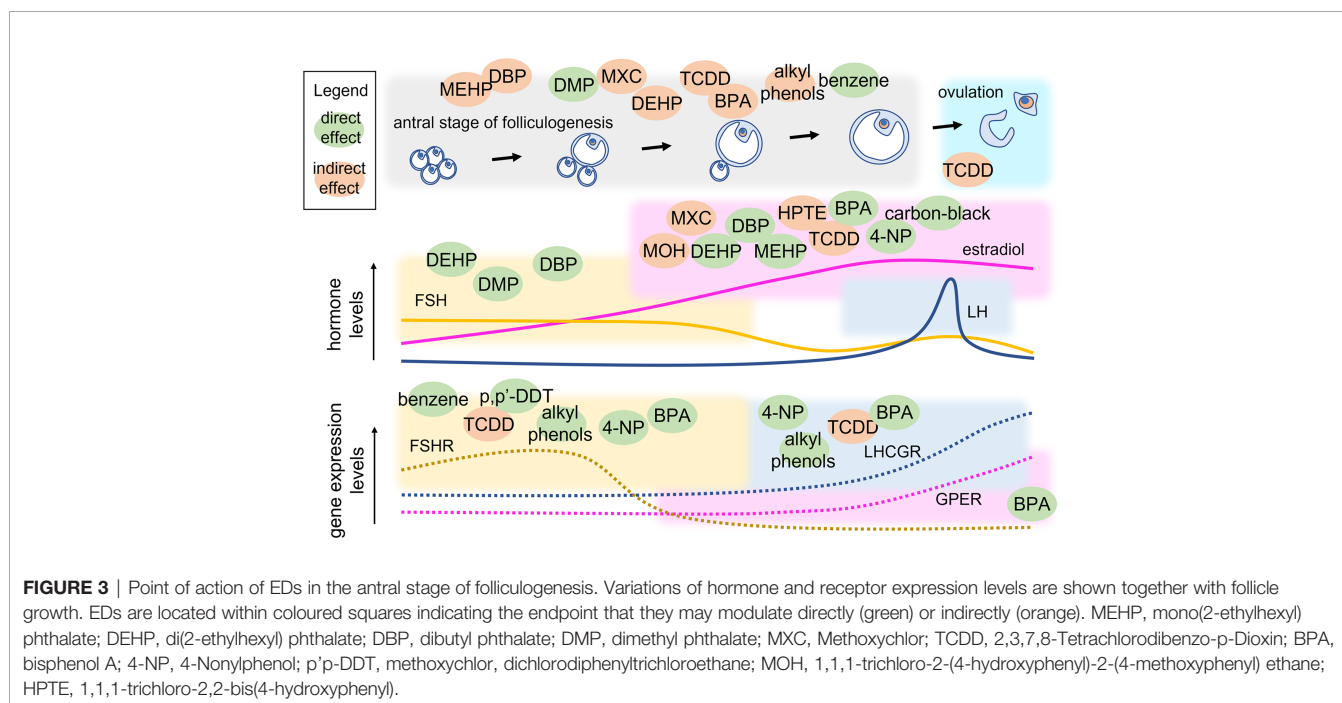 Legend
direct
effect
indirect
effect
MEHP
DBP
DMP
MXC
DEHP
TCDD
BPA
alkyl
phenols
benzene
antral stage of folliculogenesis
ovulation
TCDD
hormone
levels
MXC
MOH
DBP
DEHP
MEHP
HPTE
BPA
TCDD
4-NP
carbon-black
estradiol
DEHP
DMP
DBP
FSH
LH
gene expression
levels
benzene
p,p’-DDT
TCDD
alkyl
phenols
4-NP
BPA
FSHR
4-NP
alkyl
phenols
TCDD
BPA
LHCGR
GPER
BPA
FIGURE 3 | Point of action of EDs in the antral stage of folliculogenesis. Variations of hormone and receptor expression levels are shown together with follicle
growth. EDs are located within coloured squares indicating the endpoint that they may modulate directly (green) or indirectly (orange). MEHP, mono(2-ethylhexyl)
phthalate; DEHP, di(2-ethylhexyl) phthalate; DBP, dibutyl phthalate; DMP, dimethyl phthalate; MXC, Methoxychlor; TCDD, 2,3,7,8-Tetrachlorodibenzo-p-Dioxin; BPA,
bisphenol A; 4-NP, 4-Nonylphenol; p’p-DDT, methoxychlor, dichlorodiphenyltrichloroethane; MOH, 1,1,1-trichloro-2-(4-hydroxyphenyl)-2-(4-methoxyphenyl) ethane;
HPTE, 1,1,1-trichloro-2,2-bis(4-hydroxyphenyl).